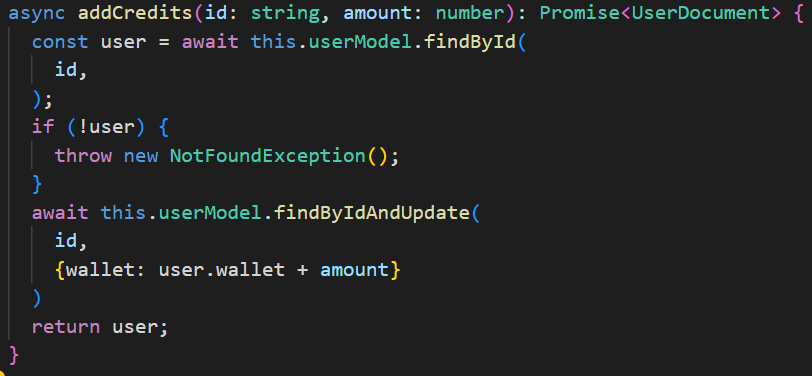 async addCredits(id: string, amount: number): Promise<UserDocument> {
const user = await this.userModel.findById(
id,
);
if (!user) {
throw new NotFoundException();
}
await this.userModel.findByIdAndUpdate(
id,
{wallet: user.wallet + amount}
)
return user;
}